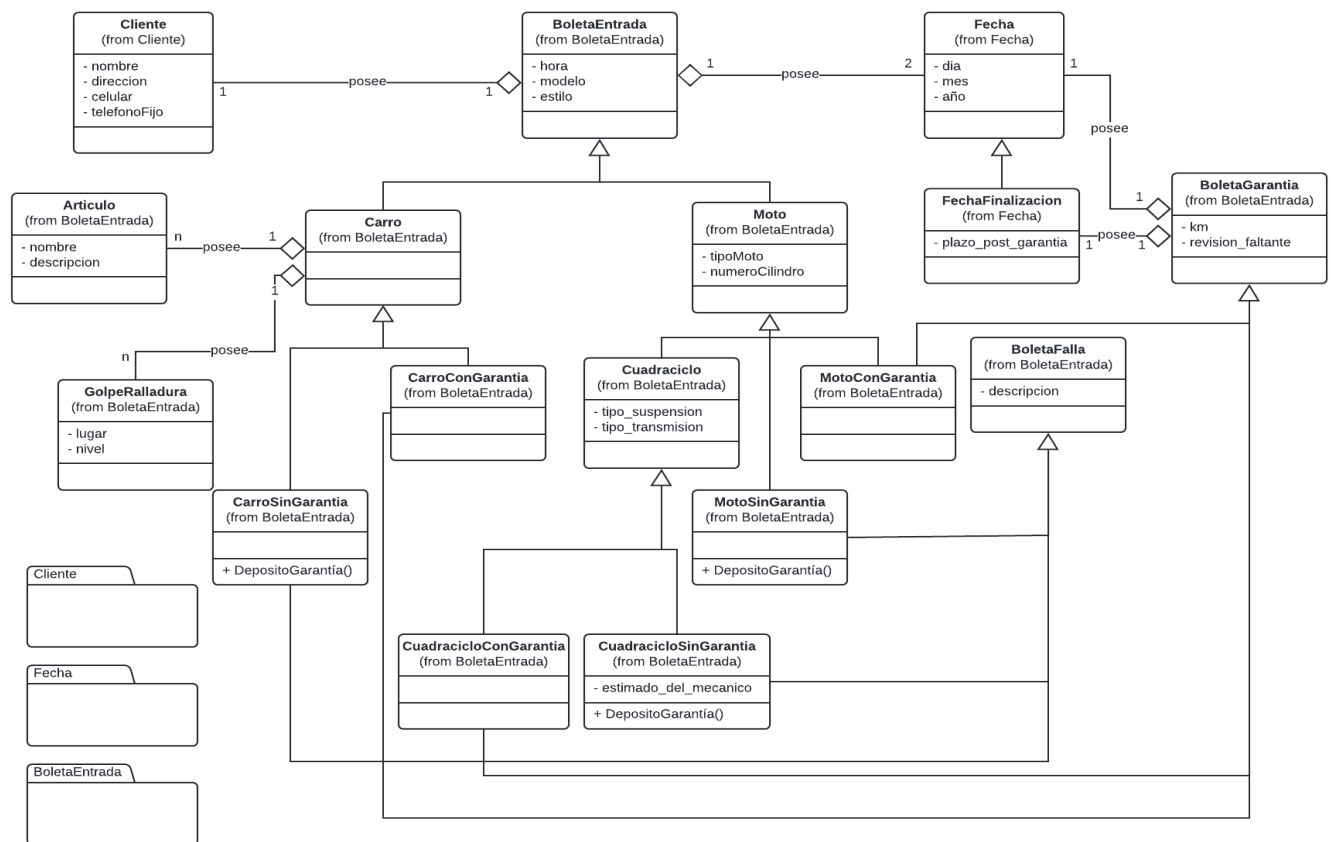 Cliente
(from Cliente)
- nombre
- direccion
- celular
- telefonoFijo
1
posee
1
BoletaEntrada
(from BoletaEntrada)
- hora
- modelo
- estilo
1
posee
2
Fecha
(from Fecha)
- dia
- mes
- año
1
posee
1
FechaFinalizacion
(from Fecha)
- plazo_post_garantia
1
posee
1
BoletaGarantia
(from BoletaEntrada)
- km
- revision_faltante
Articulo
(from BoletaEntrada)
- nombre
- descripcion
n
posee
1
Carro
(from BoletaEntrada)
1
posee
n
Moto
(from BoletaEntrada)
- tipoMoto
- numeroCilindro
GolpeRalladura
(from BoletaEntrada)
- lugar
- nivel
CarroConGarantia
(from BoletaEntrada)
Cuadraciclo
(from BoletaEntrada)
- tipo_suspension
- tipo_transmision
MotoConGarantia
(from BoletaEntrada)
BoletaFalla
(from BoletaEntrada)
- descripcion
CarroSinGarantia
(from BoletaEntrada)
+ DepositoGarantía()
MotoSinGarantia
(from BoletaEntrada)
+ DepositoGarantía()
CuadracicloConGarantia
(from BoletaEntrada)
CuadracicloSinGarantia
(from BoletaEntrada)
- estimado_del_mecanico
+ DepositoGarantía()
Cliente
Fecha
BoletaEntrada